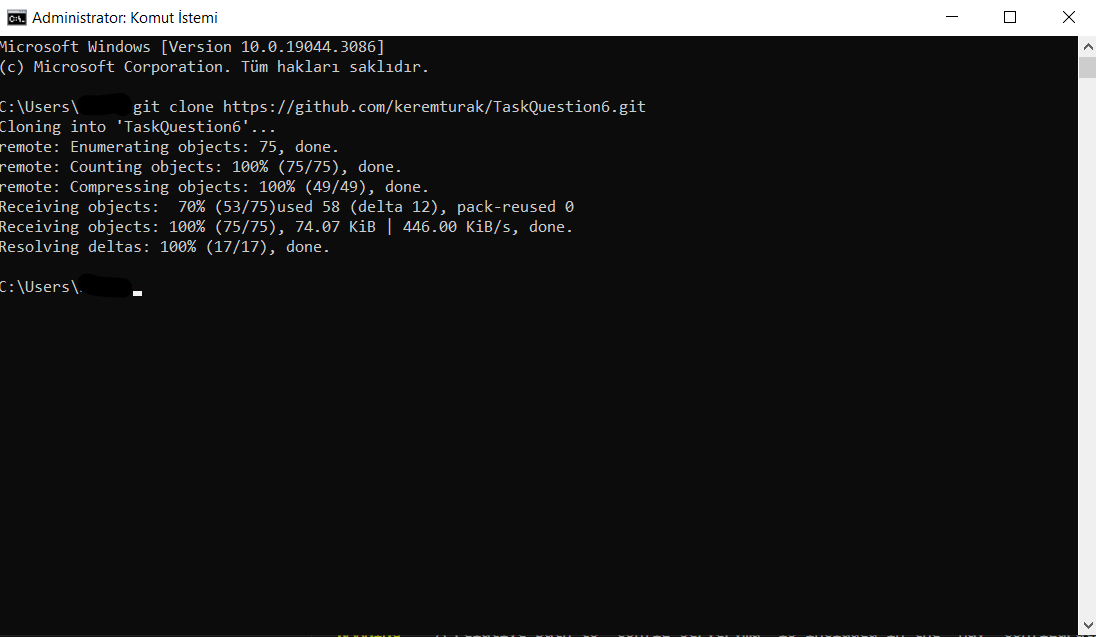 Administrator: Komut İstemi
Microsoft Windows [Version 10.0.19044.3086]
(c) Microsoft Corporation. Tüm hakları saklıdır.
C:\Users\ git clone https://github.com/keremturak/TaskQuestion6.git
Cloning into 'TaskQuestion6'...
remote: Enumerating objects: 75, done.
remote: Counting objects: 100% (75/75), done.
remote: Compressing objects: 100% (49/49), done.
Receiving objects:  70% (53/75)used 58 (delta 12), pack-reused 0
Receiving objects: 100% (75/75), 74.07 KiB | 446.00 KiB/s, done.
Resolving deltas: 100% (17/17), done.
C:\Users\